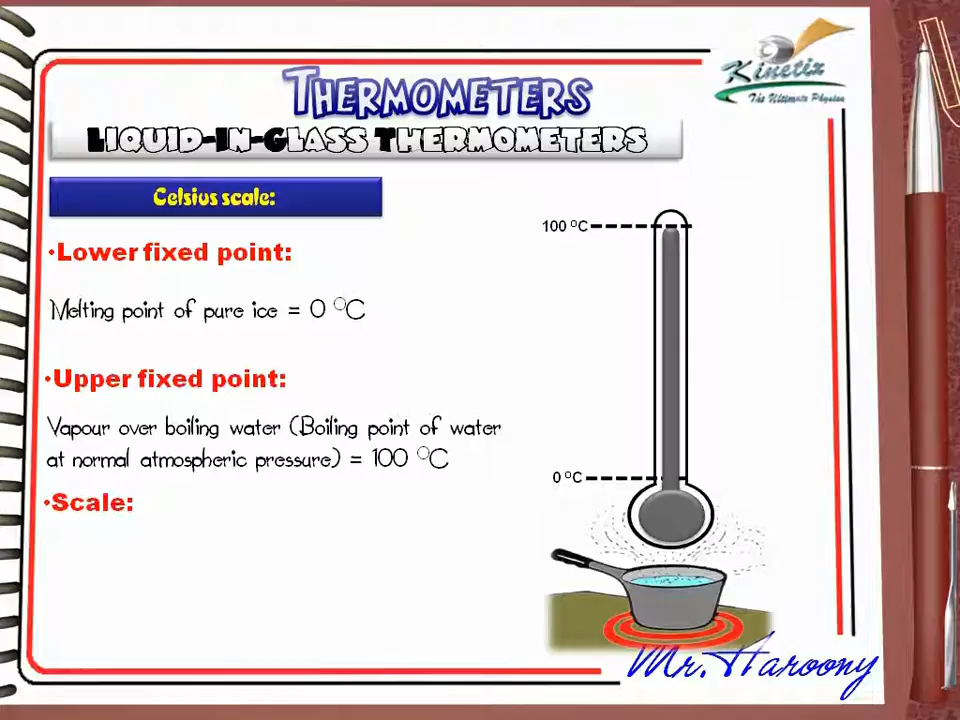 Kinetix
The Ultimate Physics
THERMOMETERS
LIQUID-IN-GLASS THERMOMETERS
Celsius scale:
•Lower fixed point:
Melting point of pure ice = 0 °C
•Upper fixed point:
Vapour over boiling water (Boiling point of water
at normal atmospheric pressure) = 100 °C
•Scale:
100 °C
0 °C
Mr.Haroony